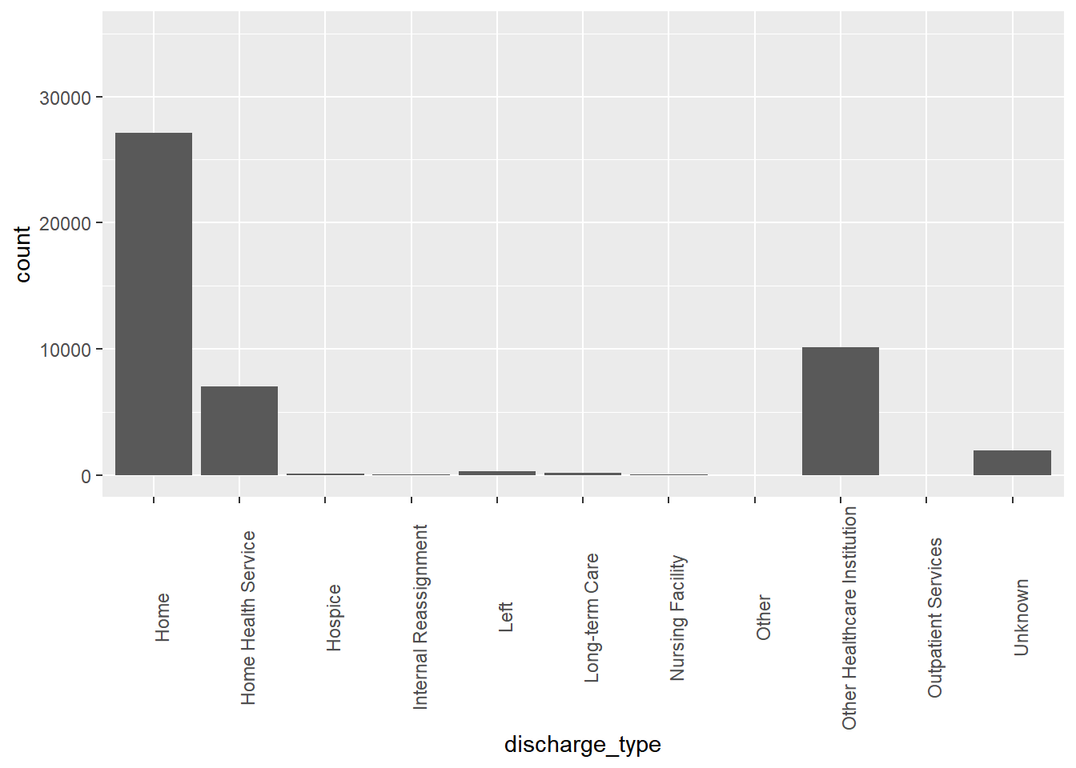 count
30000
20000
10000
0
Home
Home Health Service
Hospice
Internal Reassignment
Left
Long-term Care
Nursing Facility
Other
Other Healthcare Institution
Outpatient Services
Unknown
discharge_type